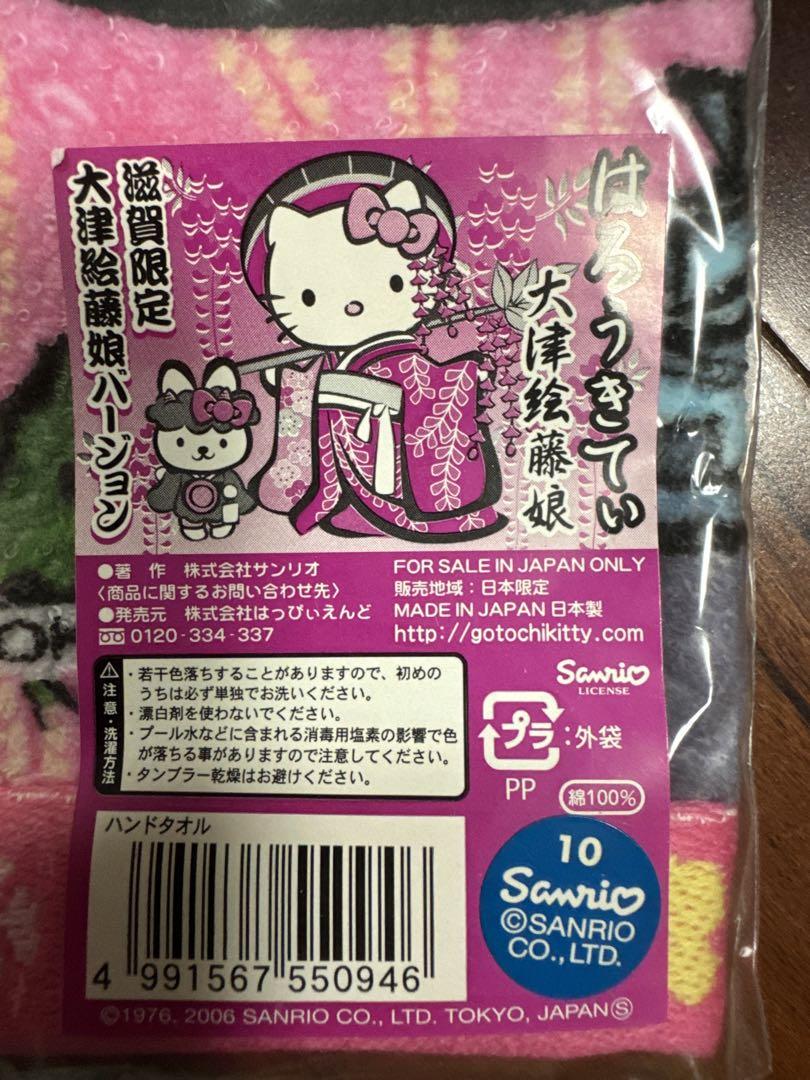 はろうきてぃ
大津絵藤娘
滋賀限定
大津絵藤娘バージョン
●著　作　株式会社サンリオ
〈商品に関するお問い合わせ先〉
●発売元　株式会社はっぴぃえんど
0120-334-337
FOR SALE IN JAPAN ONLY
販売地域：日本限定
MADE IN JAPAN 日本製
http://gotochikitty.com
注意・洗濯方法
・若干色落ちすることがありますので、初めの
うちは必ず単独でお洗いください。
・漂白剤を使わないでください。
・プール水などに含まれる消毒用塩素の影響で色
が落ちる事がありますので注意してください。
・タンブラー乾燥はお避けください。
Sanrio
LICENSE
プラ：外袋
PP
綿100%
ハンドタオル
4 991567 550946
10
Sanrio
©SANRIO
CO.,LTD.
©1976, 2006 SANRIO CO., LTD. TOKYO, JAPAN Ⓢ